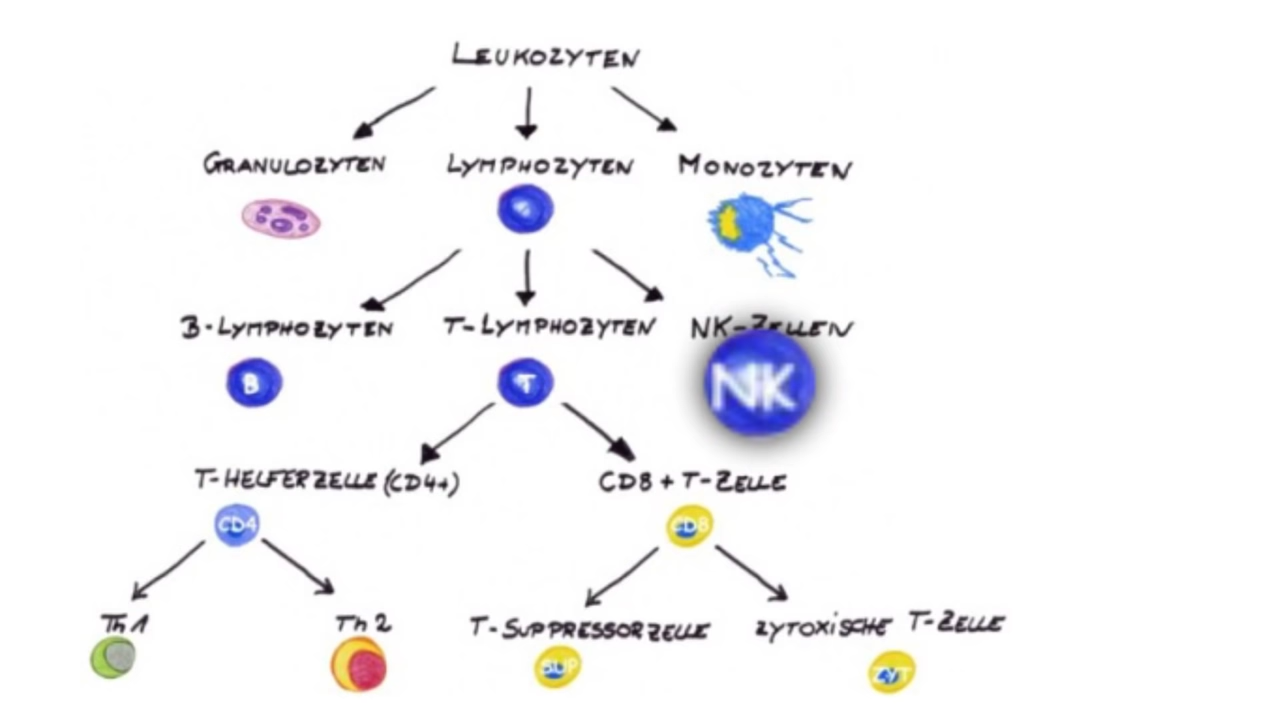 LEUKOZYTEN
GRANULOZYTEN LYMPHOZYTEN MONOZYTEN
B-LYMPHOZYTEN T-LYMPHOZYTEN NK-ZELLEN
B T NK
T-HELFERZELLE (CD4+) CD8+T-ZELLE
CD4 CD8
Th1 Th2 T-SUPPRESSORZELLE ZYTOXISCHE T-ZELLE
SUP ZYT